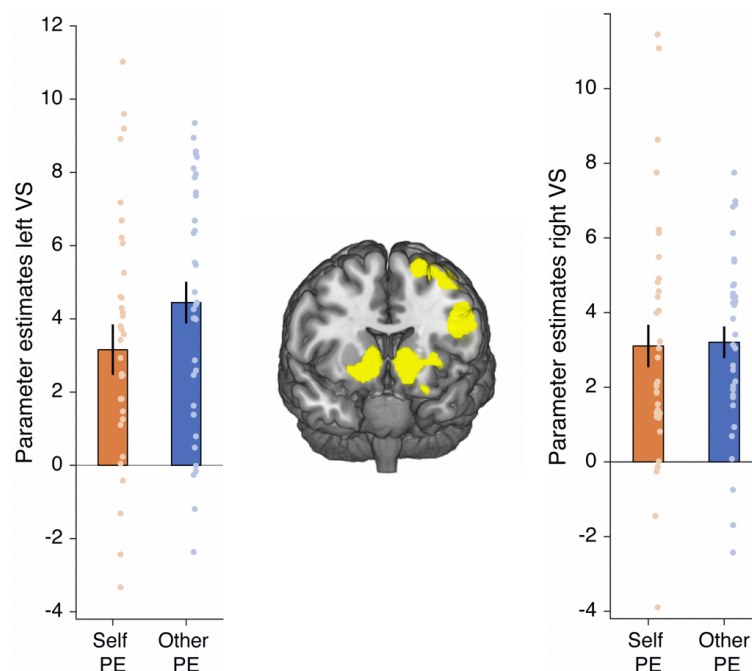 Parameter estimates left VS
12
10
8
6
4
2
0
-2
-4
Self
PE
Other
PE
Parameter estimates right VS
10
8
6
4
2
0
-2
-4
Self
PE
Other
PE